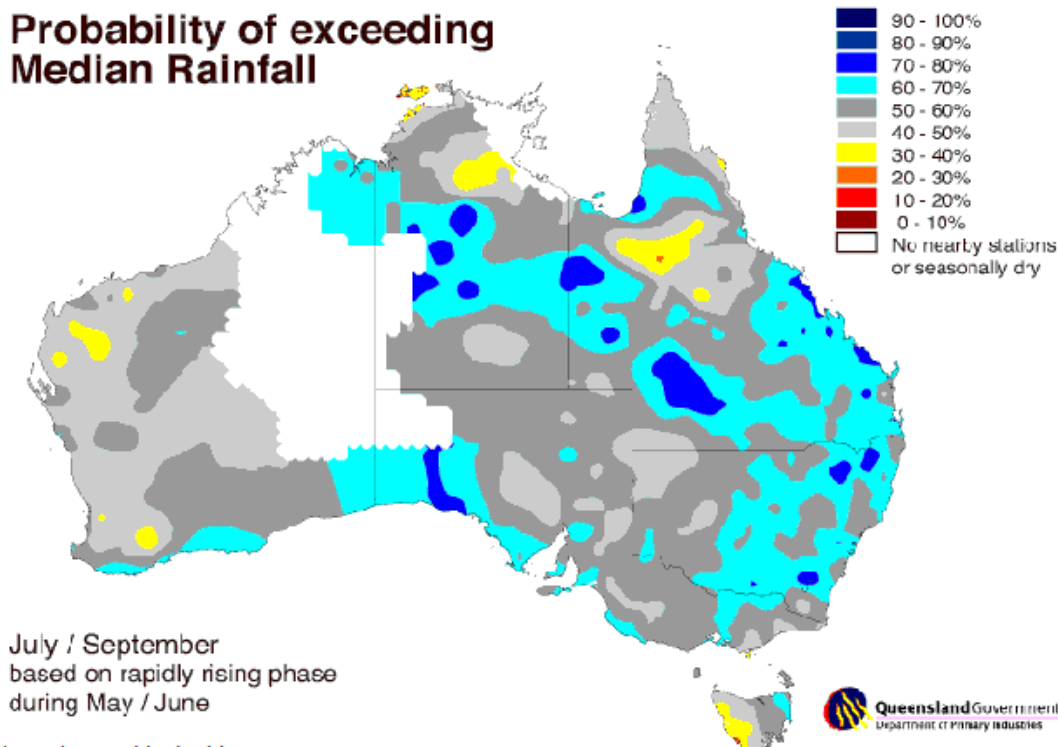 Probability of exceeding
Median Rainfall
90 - 100%
80 - 90%
70 - 80%
60 - 70%
50 - 60%
40 - 50%
30 - 40%
20 - 30%
10 - 20%
0 - 10%
No nearby stations
or seasonally dry
July / September
based on rapidly rising phase
during May / June
Queensland Government
Department of Primary Industries